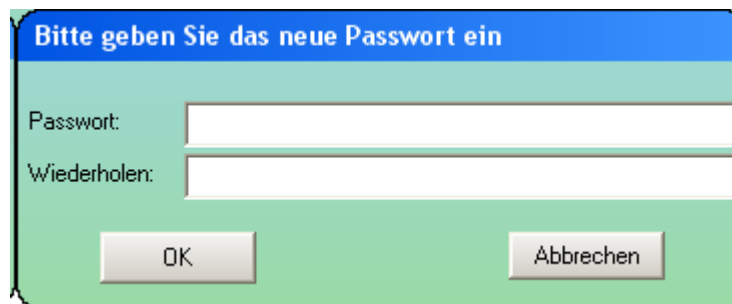 Bitte geben Sie das neue Passwort ein
Passwort:
Wiederholen:
OK Abbrechen